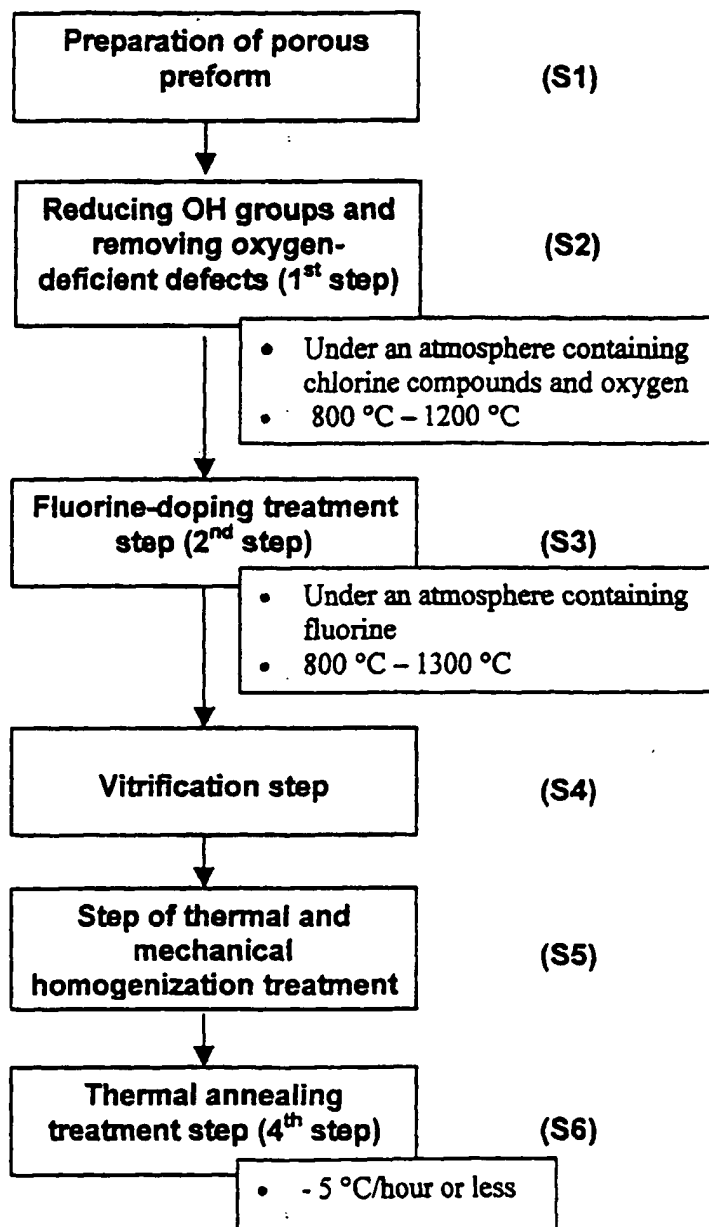 Preparation of porous
preform
(S1)
Reducing OH groups and
removing oxygen-
deficient defects (1st step)
(S2)
• Under an atmosphere containing
chlorine compounds and oxygen
• 800 °C – 1200 °C
Fluorine-doping treatment
step (2nd step)
(S3)
• Under an atmosphere containing
fluorine
• 800 °C – 1300 °C
Vitrification step
(S4)
Step of thermal and
mechanical
homogenization treatment
(S5)
Thermal annealing
treatment step (4th step)
(S6)
• - 5 °C/hour or less